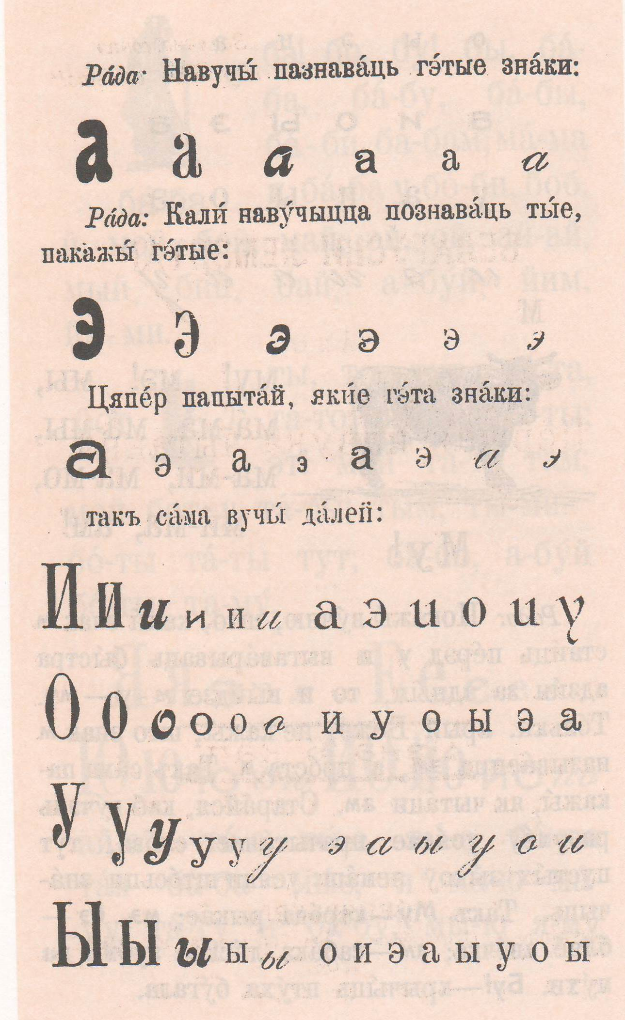 Ра́да· Навучы́ пазнава́ць гэ́тые зна́ки:
а а а а а а
Ра́да: Кали́ наву́чыцца познава́ць ты́е,
пакажы́ гэ́тые:
э э э э э э
Цяпе́р папыта́й, яки́е гэ́та зна́ки:
а э а э а э а э
такъ са́ма вучы́ да́лей:
И И и и и и а э и о и у
О О о о о о и у о ы э а
У У у у у у у э а ы у о и
Ы Ы ы ы ы о и э а ы у о ы